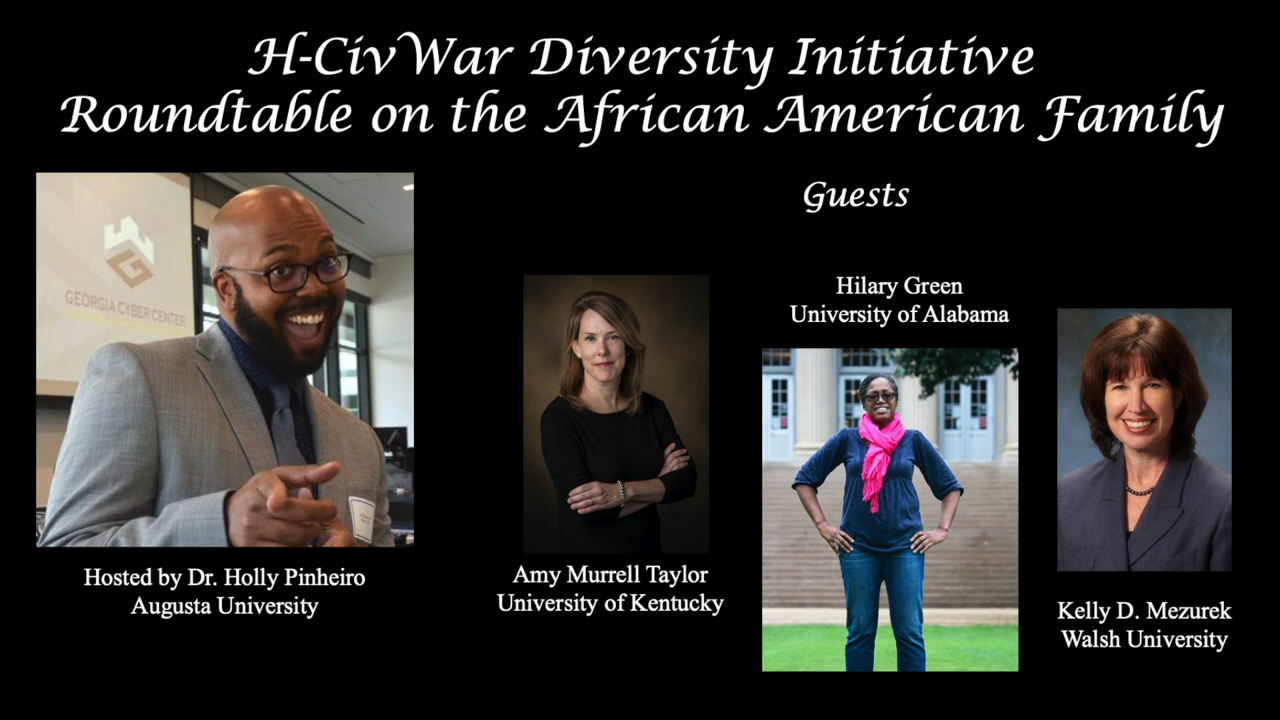 H-CivWar Diversity Initiative
Roundtable on the African American Family
Guests
GEORGIA CYBER CENTER
Hosted by Dr. Holly Pinheiro
Augusta University
Amy Murrell Taylor
University of Kentucky
Hilary Green
University of Alabama
Kelly D. Mezurek
Walsh University